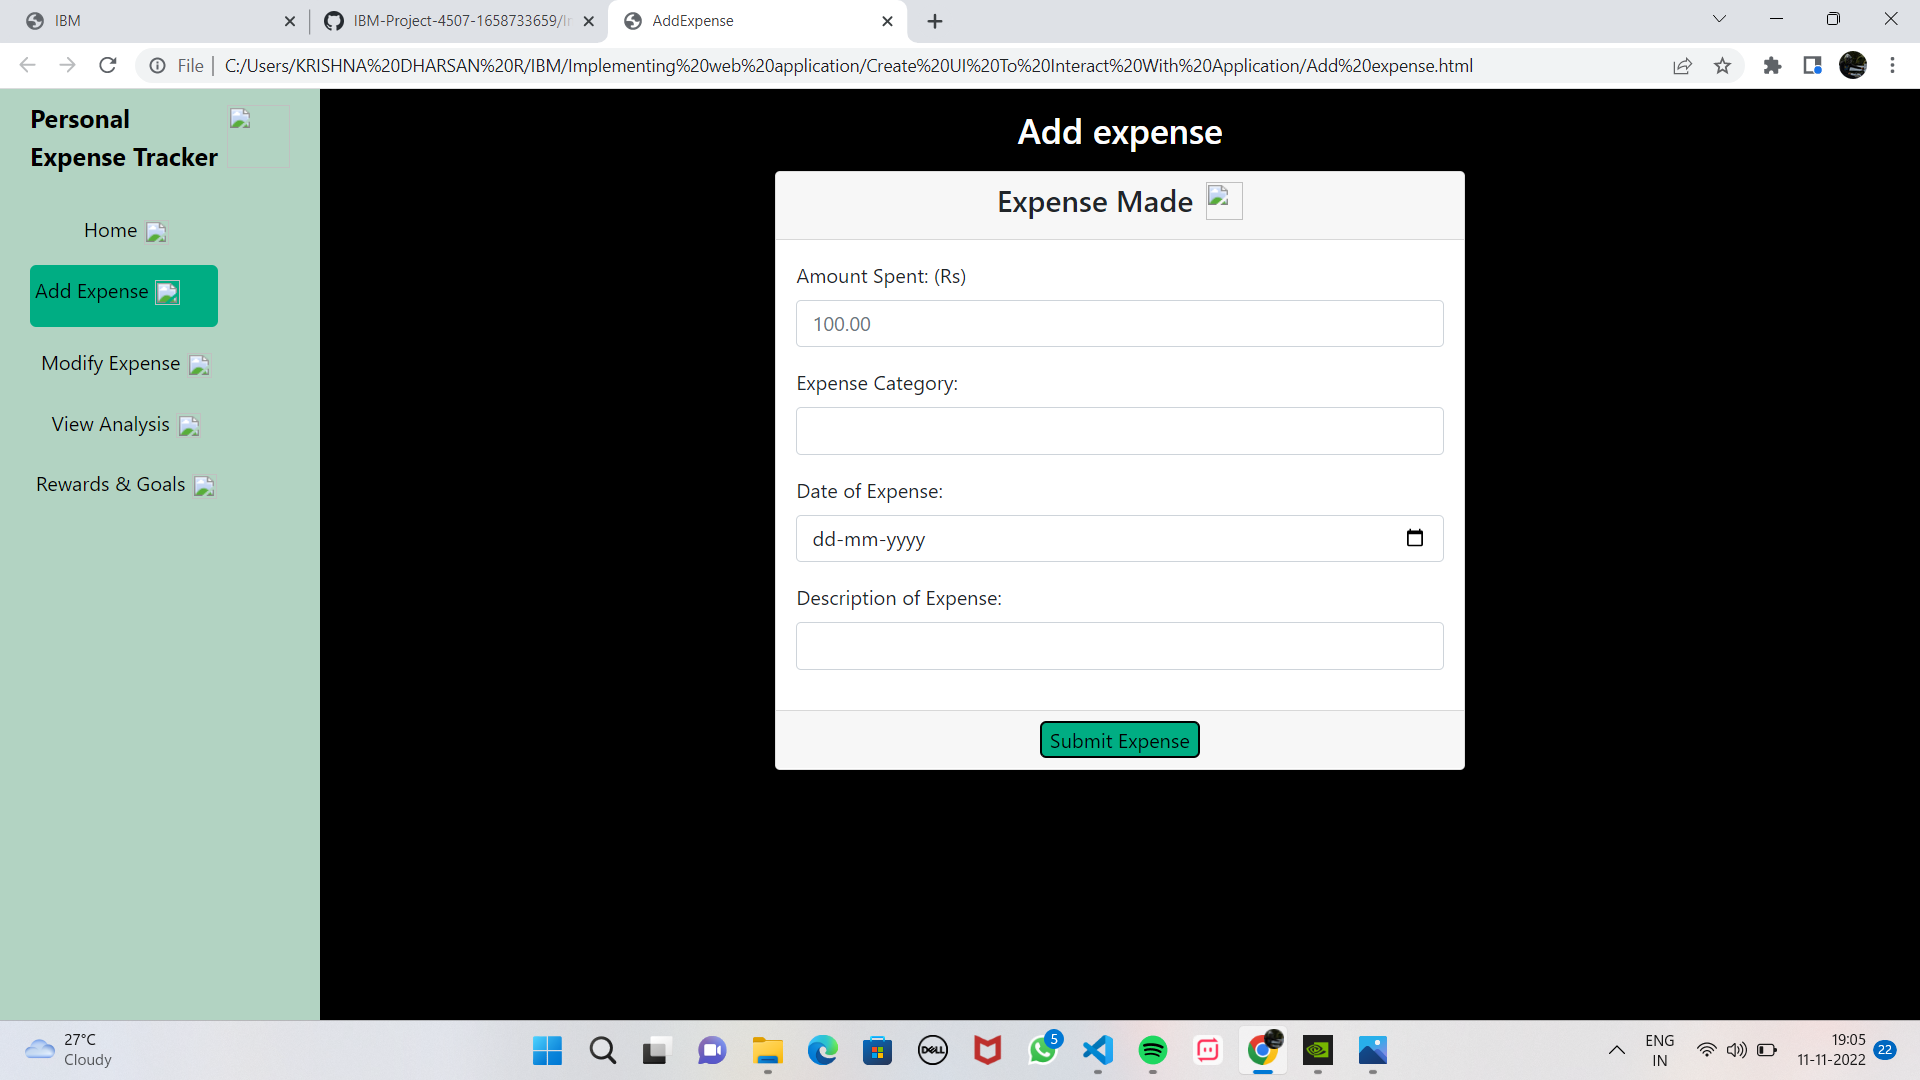 IBM
IBM-Project-4507-1658733659/
AddExpense
File
C:/Users/KRISHNA%20DHARSAN%20R/IBM/Implementing%20web%20application/Create%20UI%20To%20Interact%20With%20Application/Add%20expense.html
Personal
Expense Tracker
Home
Add Expense
Modify Expense
View Analysis
Rewards & Goals
Add expense
Expense Made
Amount Spent: (Rs)
100.00
Expense Category:
Date of Expense:
dd-mm-yyyy
Description of Expense:
Submit Expense
27°C
Cloudy
DELL
5
ENG
IN
19:05
11-11-2022
22